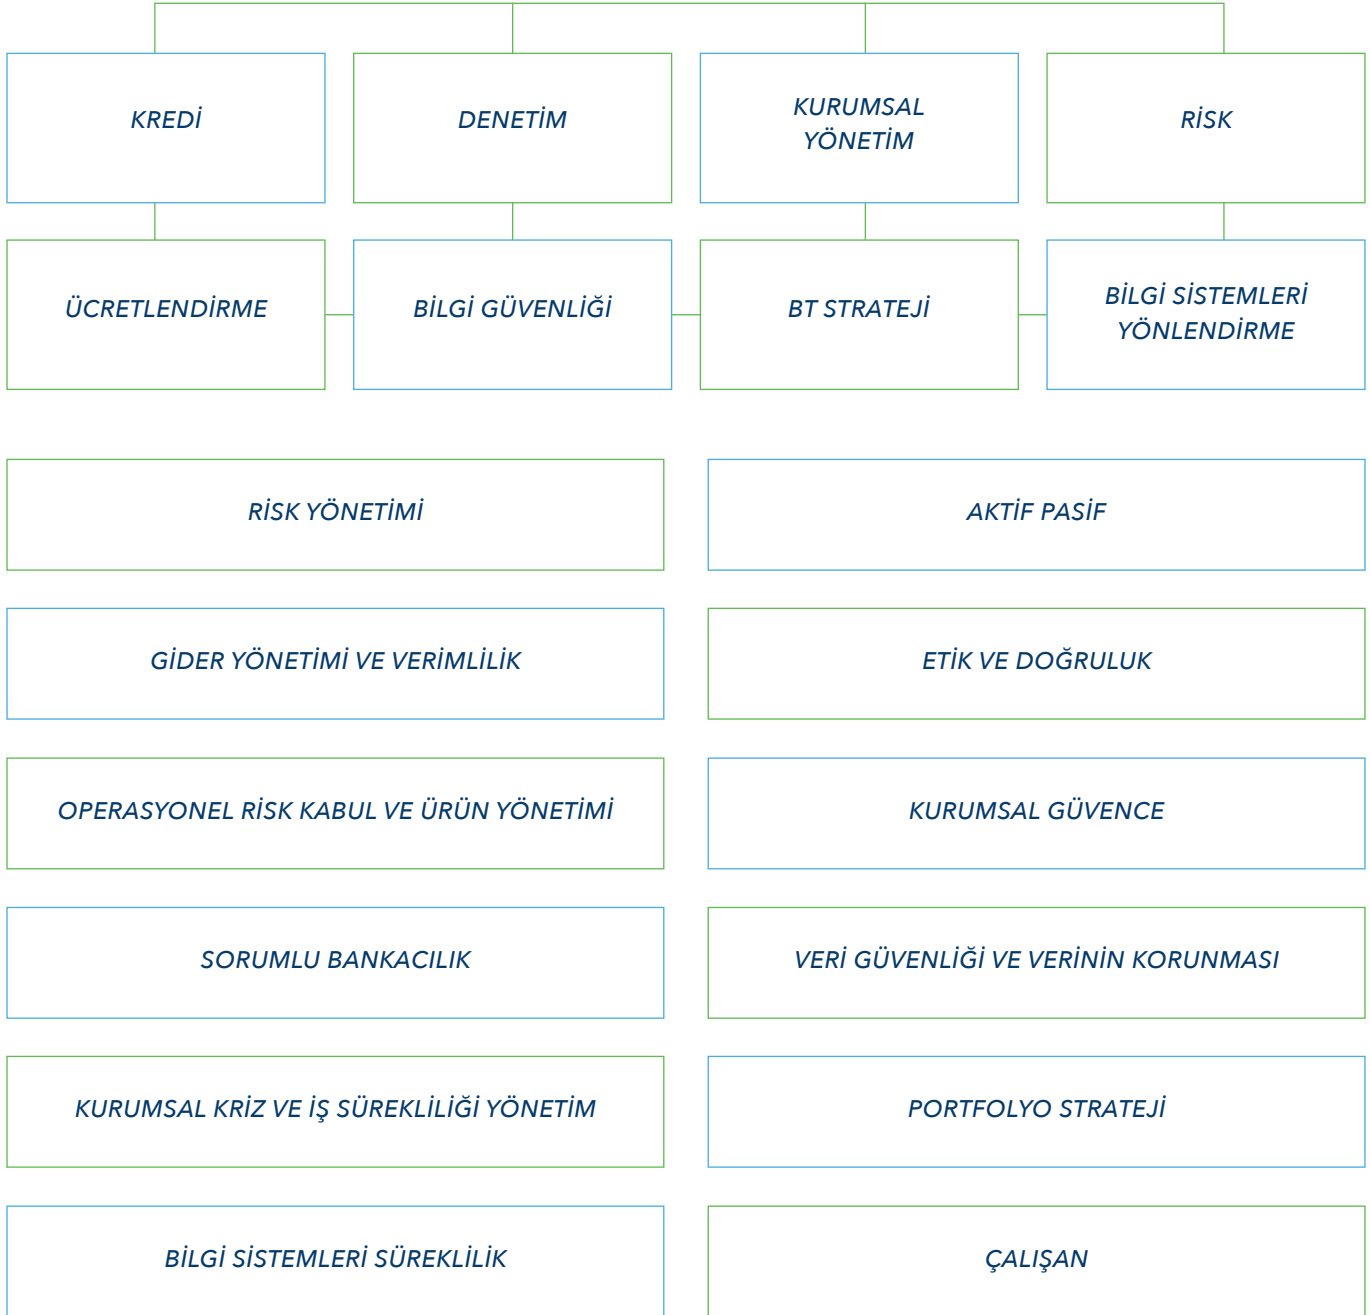 KREDİ
DENETİM
KURUMSAL
YÖNETİM
RİSK
ÜCRETLENDİRME
BİLGİ GÜVENLİĞİ
BT STRATEJİ
BİLGİ SİSTEMLERİ
YÖNLENDİRME
RİSK YÖNETİMİ
AKTİF PASİF
GİDER YÖNETİMİ VE VERİMLİLİK
ETİK VE DOĞRULUK
OPERASYONEL RİSK KABUL VE ÜRÜN YÖNETİMİ
KURUMSAL GÜVENCE
SORUMLU BANKACILIK
VERİ GÜVENLİĞİ VE VERİNİN KORUNMASI
KURUMSAL KRİZ VE İŞ SÜREKLİLİĞİ YÖNETİM
PORTFOLYO STRATEJİ
BİLGİ SİSTEMLERİ SÜREKLİLİK
ÇALIŞAN